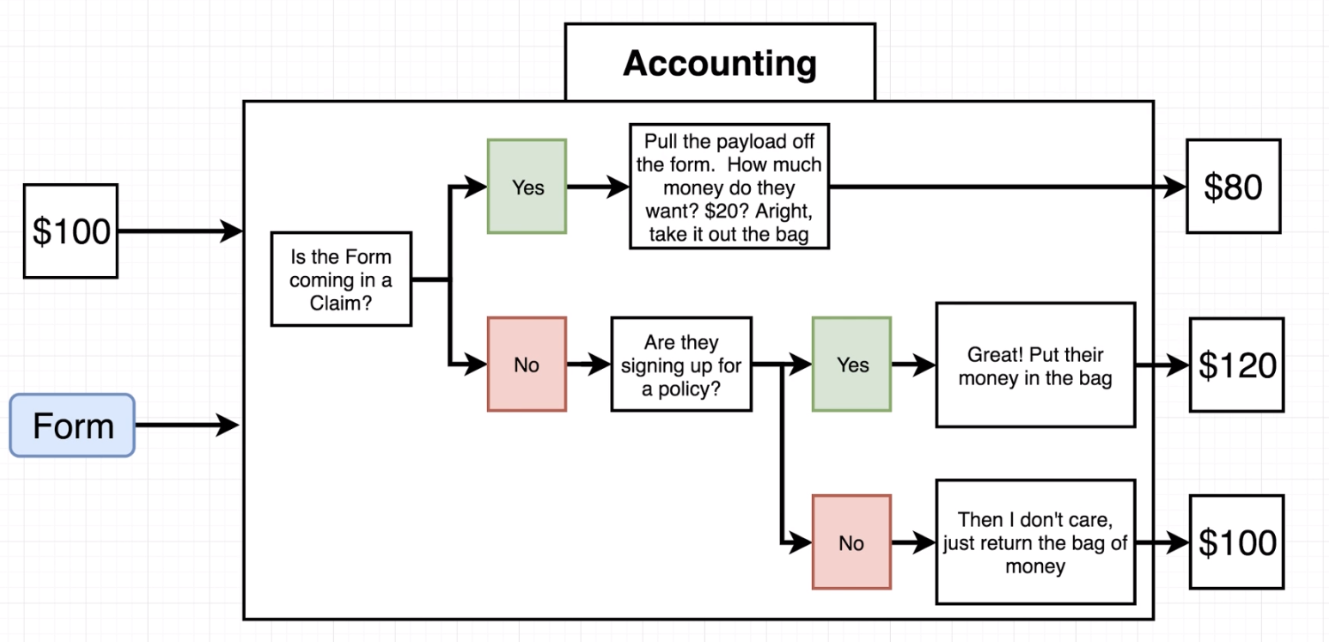 Accounting
$100
Form
Is the Form
coming in a
Claim?
Yes
Pull the payload off
the form. How much
money do they
want? $20? Aright,
take it out the bag
$80
No
Are they
signing up for
a policy?
Yes
Great! Put their
money in the bag
$120
No
Then I don't care,
just return the bag of
money
$100